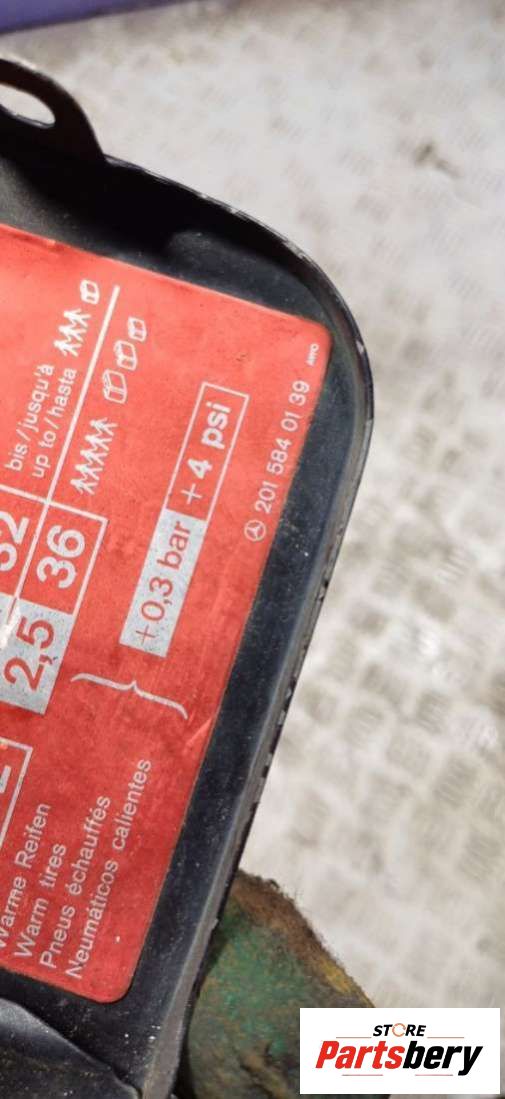 bis/jusqu'à
up to/hasta
2,5 36
+0,3 bar +4 psi
Warme Reifen
Warm tires
Pneus échauffés
Neumáticos calientes
201 584 01 39
STORE
Partsbery